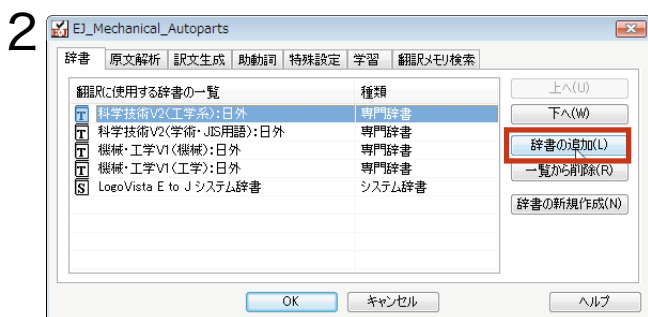 2
EJ_Mechanical_Autoparts
辞書 原文解析 訳文生成 助動詞 特殊設定 学習 翻訳メモリ検索
翻訳に使用する辞書の一覧 種類
T 科学技術V2(工学系):日外 専門辞書
T 科学技術V2(学術・JIS用語):日外 専門辞書
T 機械・工学V1(機械):日外 専門辞書
T 機械・工学V1(工学):日外 専門辞書
S LogoVista E to J システム辞書 システム辞書
上へ(U)
下へ(W)
辞書の追加(L)
一覧から削除(R)
辞書の新規作成(N)
OK キャンセル ヘルプ